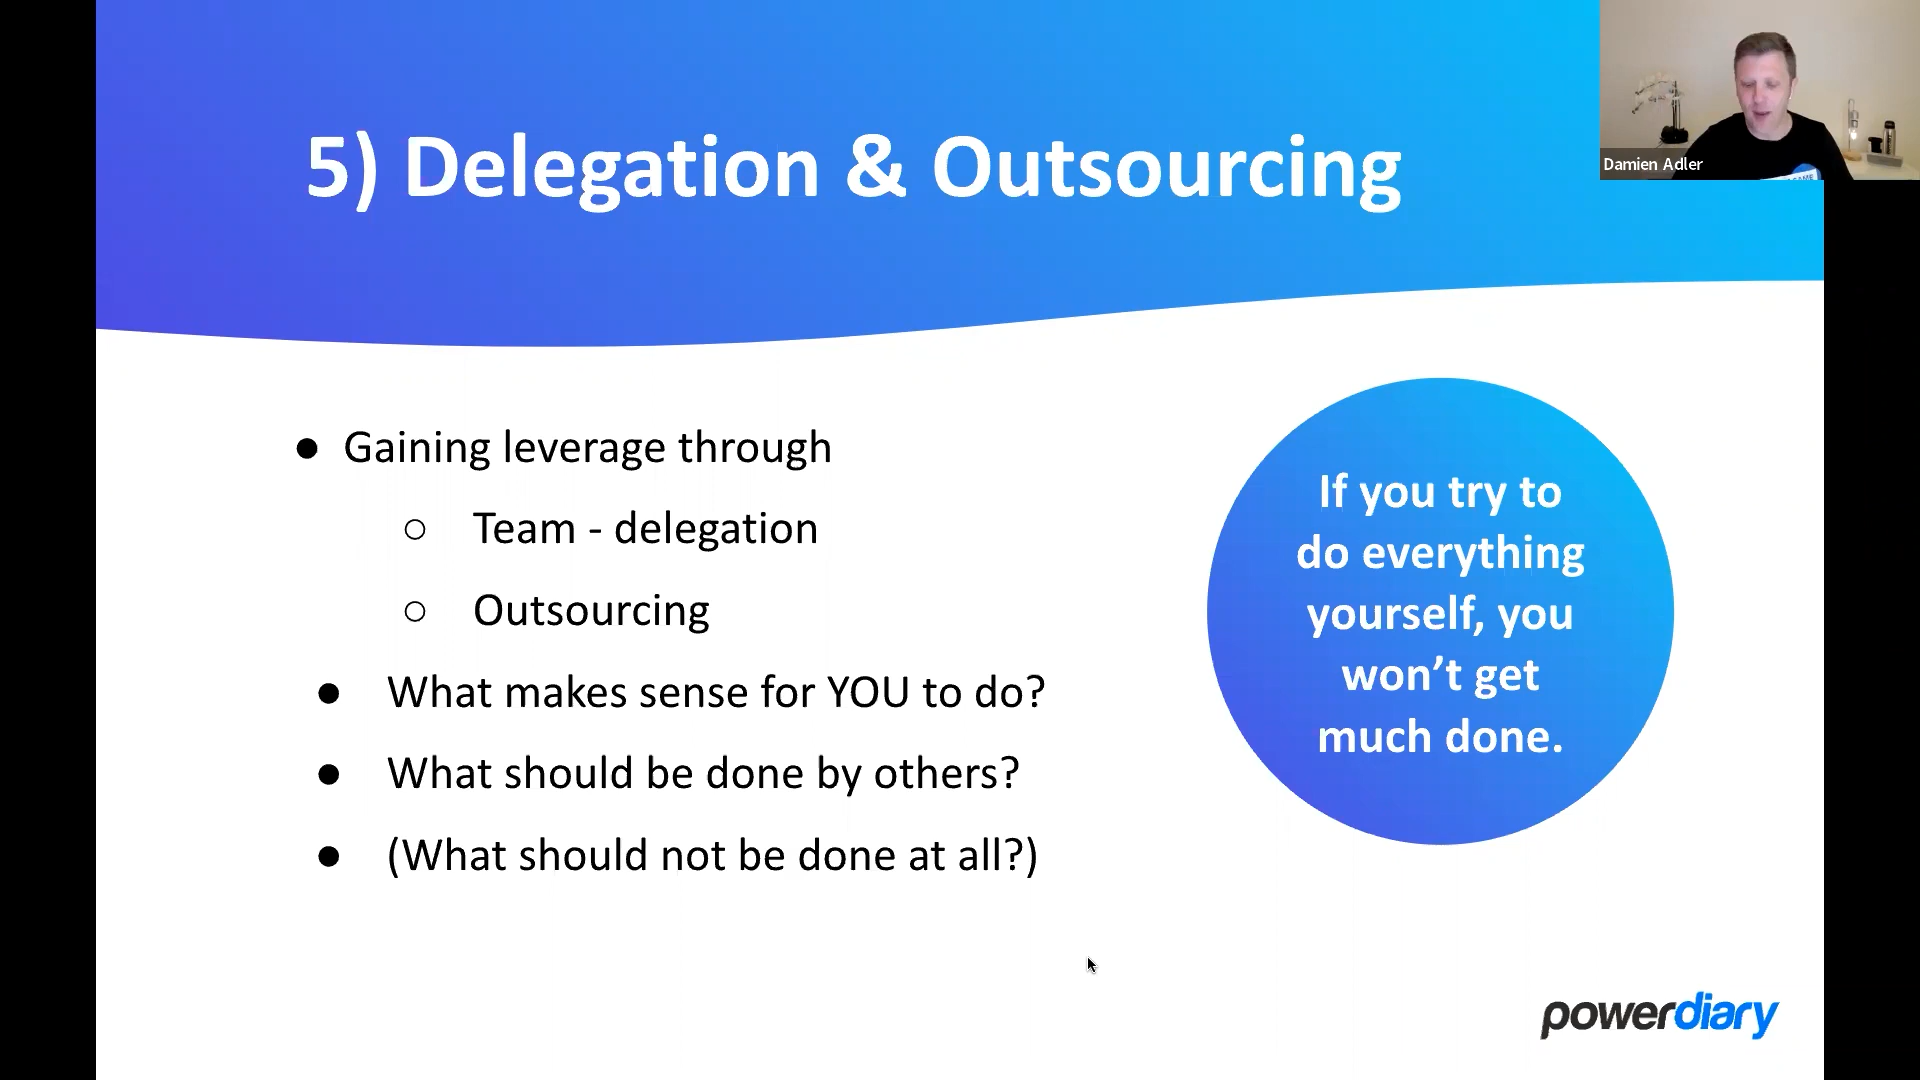 5) Delegation & Outsourcing
Damien Adler
● Gaining leverage through
○ Team - delegation
○ Outsourcing
● What makes sense for YOU to do?
● What should be done by others?
● (What should not be done at all?)
If you try to
do everything
yourself, you
won’t get
much done.
powerdiary